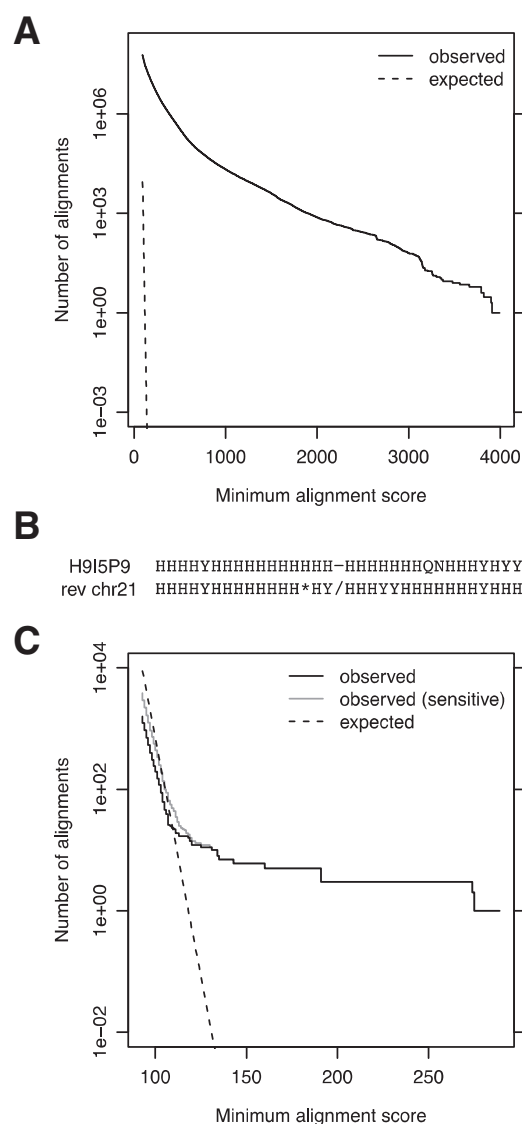 A
observed
expected
Number of alignments
1e+06
1e+03
1e+00
1e−03
0 1000 2000 3000 4000
Minimum alignment score
B
H9I5P9 HHHHYHHHHHHHHHHHH−HHHHHHHQNHHHYHYY
rev chr21 HHHHYHHHHHHHHH*HY/HHHYYHHHHHHHYHHH
C
observed
observed (sensitive)
expected
Number of alignments
1e+04
1e+02
1e+00
1e−02
100 150 200 250
Minimum alignment score